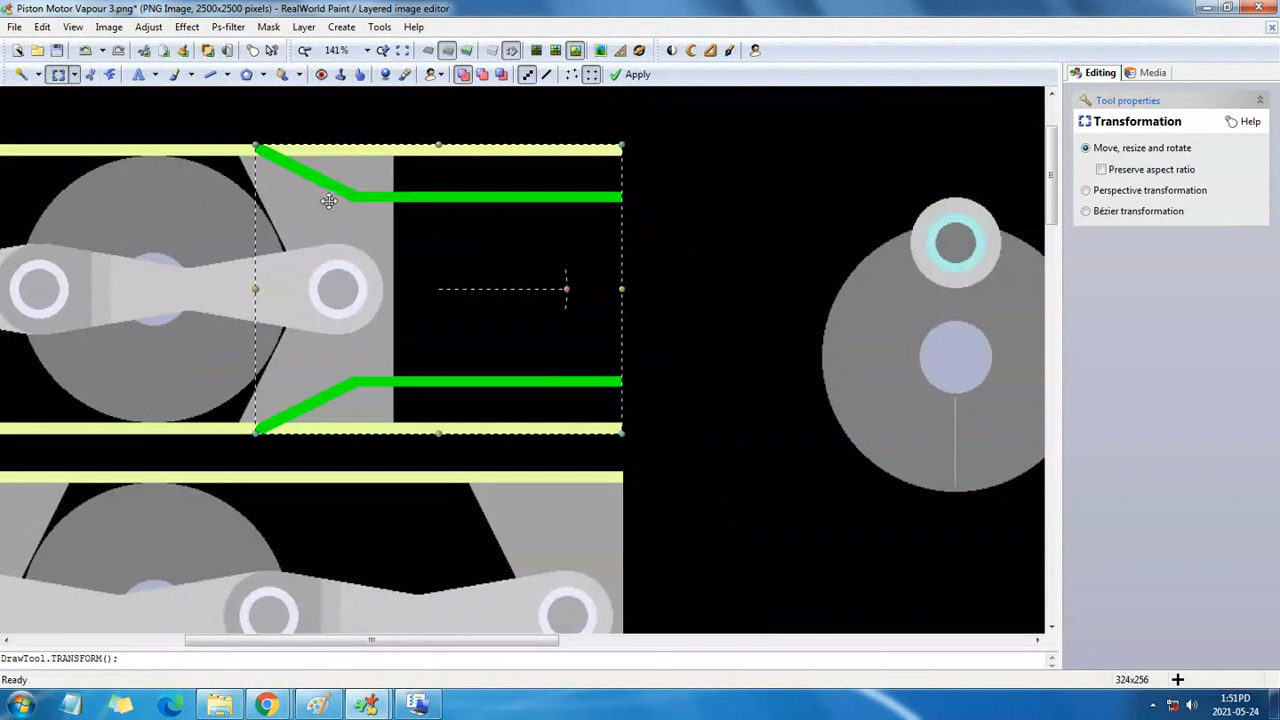 Piston Motor Vapour 3.png* (PNG Image, 2500x2500 pixels) - RealWorld Paint / Layered image editor
File Edit View Image Adjust Effect Ps-filter Mask Layer Create Tools Help
141%
A Apply
Editing Media
Tool properties
Transformation Help
Move, resize and rotate
Preserve aspect ratio
Perspective transformation
Bézier transformation
DrawTool.TRANSFORM();
Ready 324x256
1:51PD
2021-05-24